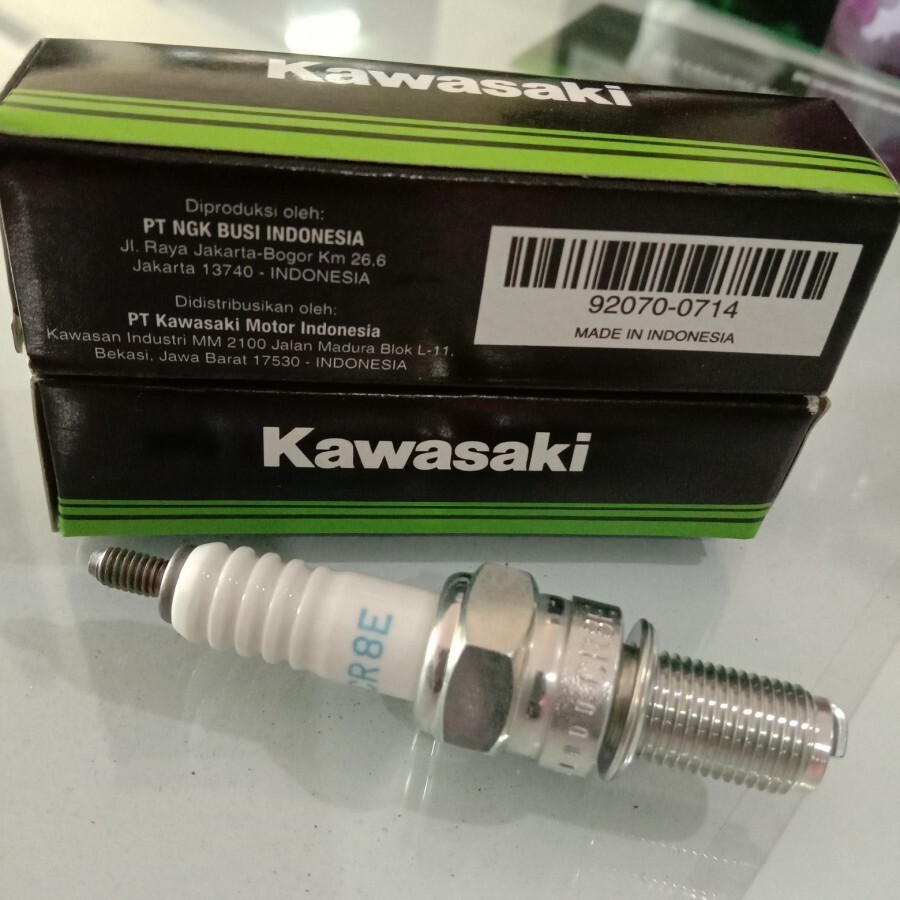 Kawasaki
Diproduksi oleh:
PT NGK BUSI INDONESIA
Jl. Raya Jakarta-Bogor Km 26,6
Jakarta 13740 - INDONESIA
Didistribusikan oleh:
PT Kawasaki Motor Indonesia
Kawasan Industri MM 2100 Jalan Madura Blok L-11,
Bekasi, Jawa Barat 17530 - INDONESIA
92070-0714
MADE IN INDONESIA
Kawasaki
CR8E